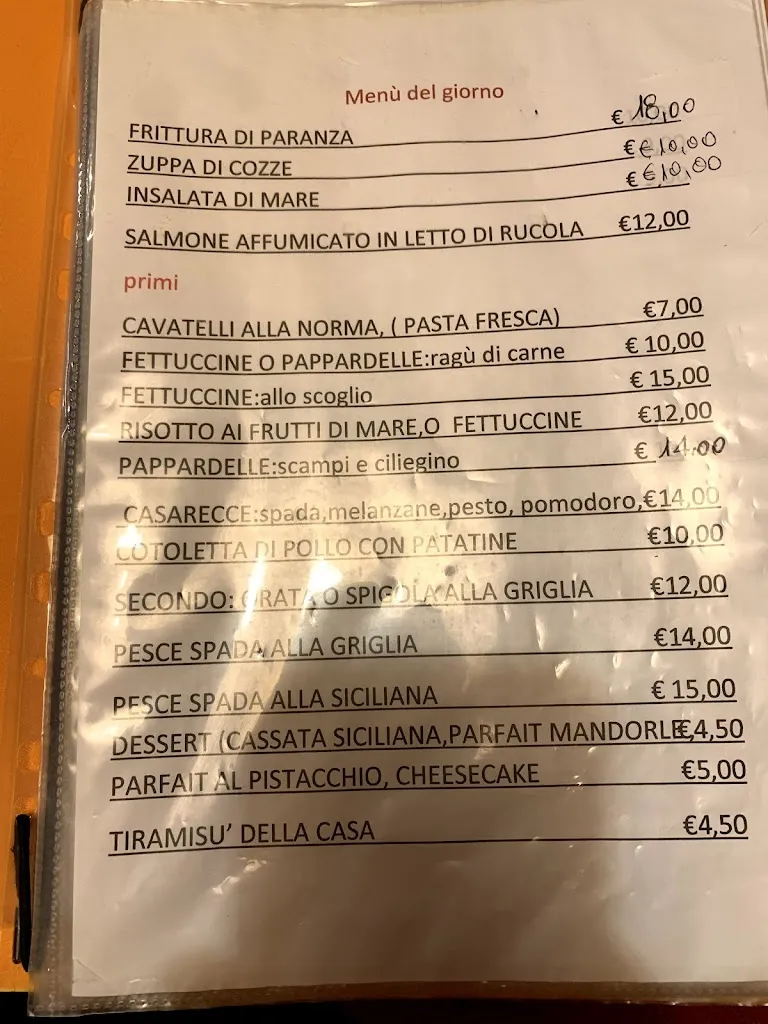 Menù del giorno
FRITTURA DI PARANZA € 18,00
ZUPPA DI COZZE €€10,00
INSALATA DI MARE €€10,00
SALMONE AFFUMICATO IN LETTO DI RUCOLA €12,00
primi
CAVATELLI ALLA NORMA, ( PASTA FRESCA) €7,00
FETTUCCINE O PAPPARDELLE:ragù di carne € 10,00
FETTUCCINE:allo scoglio € 15,00
RISOTTO AI FRUTTI DI MARE,O FETTUCCINE €12,00
PAPPARDELLE:scampi e ciliegino € 14.00
CASARECCE:spada,melanzane,pesto, pomodoro,€14,00
COTOLETTA DI POLLO CON PATATINE €10,00
SECONDO: ORATA O SPIGOLA ALLA GRIGLIA €12,00
PESCE SPADA ALLA GRIGLIA €14,00
PESCE SPADA ALLA SICILIANA € 15,00
DESSERT (CASSATA SICILIANA,PARFAIT MANDORLE €4,50
PARFAIT AL PISTACCHIO, CHEESECAKE €5,00
TIRAMISU’ DELLA CASA €4,50